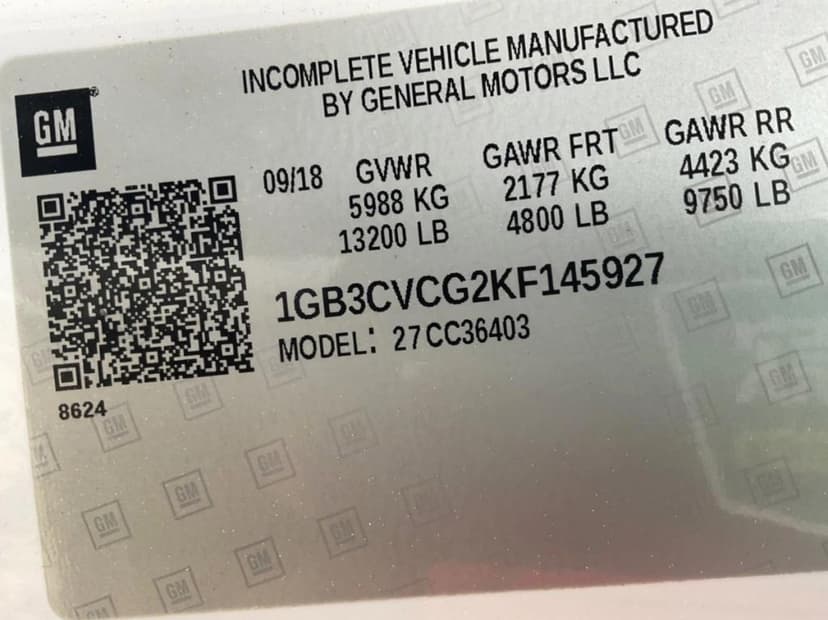 INCOMPLETE VEHICLE MANUFACTURED
BY GENERAL MOTORS LLC
GM
09/18 GVWR GAWR FRT GAWR RR
5988 KG 2177 KG 4423 KG
13200 LB 4800 LB 9750 LB
1GB3CVCG2KF145927
MODEL: 27CC36403
8624